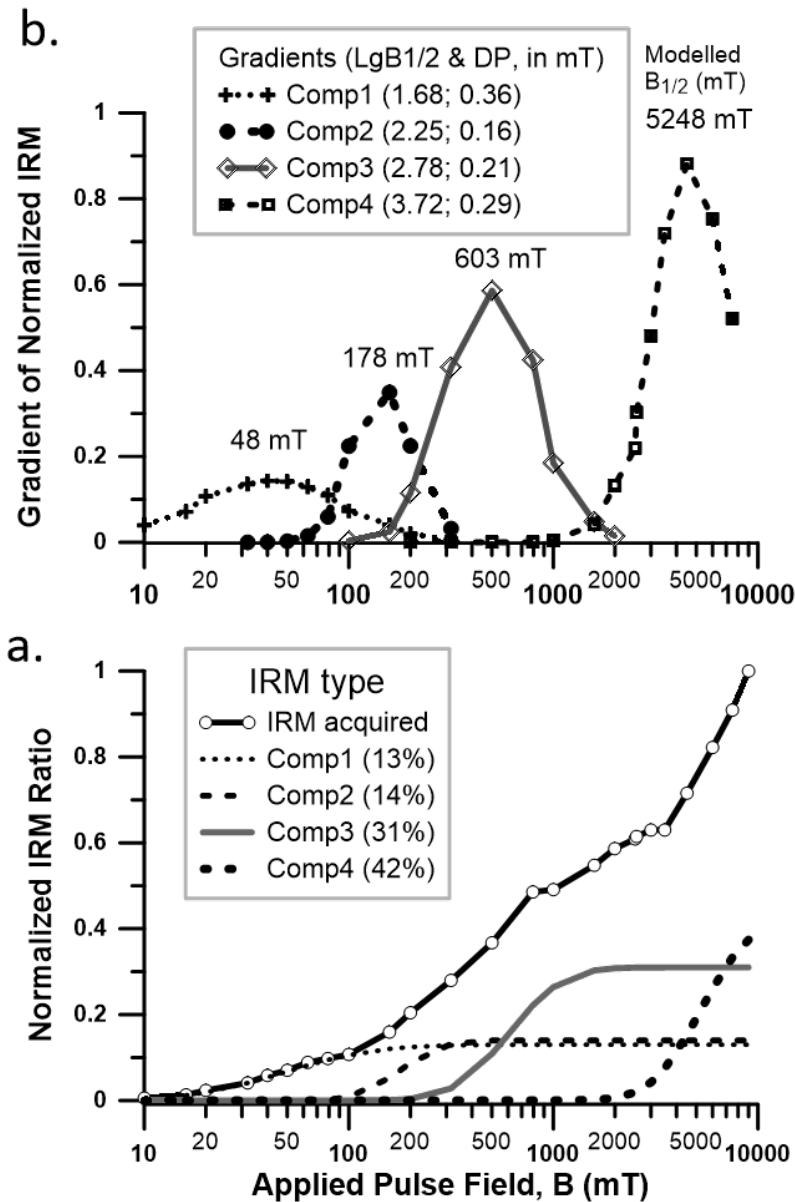 b.
Gradients (LgB1/2 & DP, in mT)
Comp1 (1.68; 0.36)
Comp2 (2.25; 0.16)
Comp3 (2.78; 0.21)
Comp4 (3.72; 0.29)
Modelled
B1/2 (mT)
5248 mT
603 mT
178 mT
48 mT
Gradient of Normalized IRM
1
0.8
0.6
0.4
0.2
0
10 20 50 100 200 500 1000 2000 5000 10000
a.
IRM type
IRM acquired
Comp1 (13%)
Comp2 (14%)
Comp3 (31%)
Comp4 (42%)
Normalized IRM Ratio
1
0.8
0.6
0.4
0.2
0
10 20 50 100 200 500 1000 2000 5000 10000
Applied Pulse Field, B (mT)